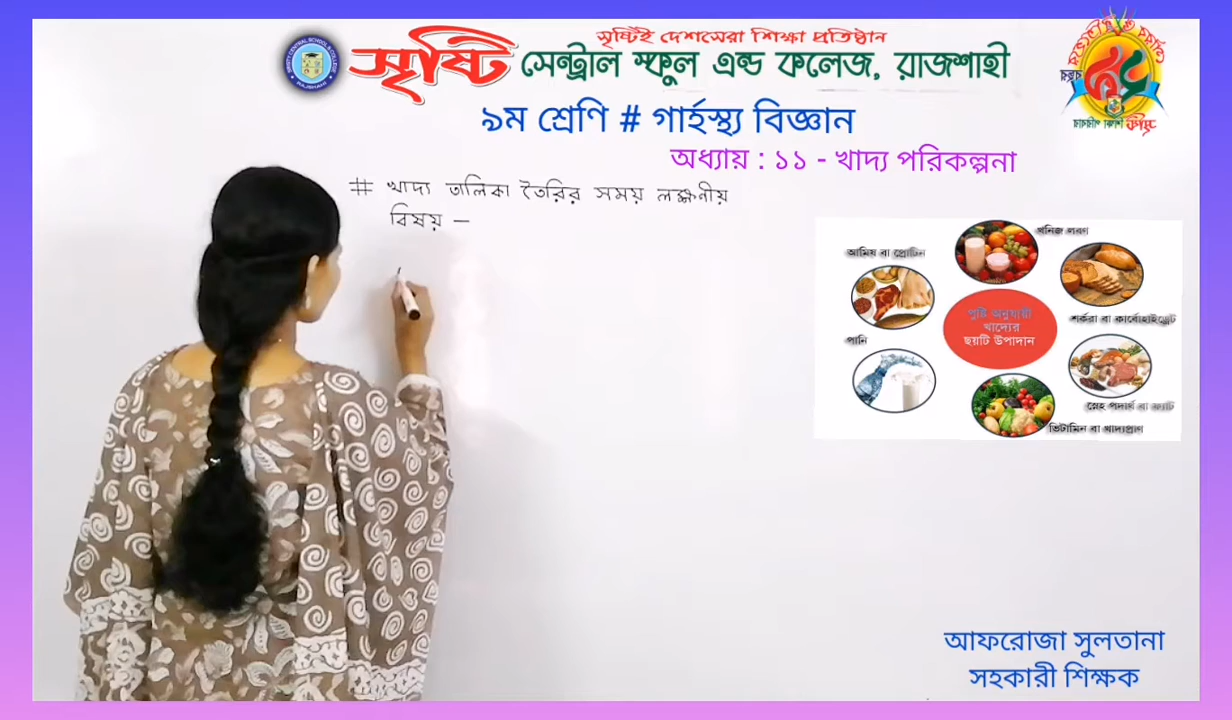 সৃষ্টিই দেশসেরা শিক্ষা প্রতিষ্ঠান
সৃষ্টি সেন্ট্রাল স্কুল এন্ড কলেজ, রাজশাহী
৯ম শ্রেণি # গার্হস্থ্য বিজ্ঞান
অধ্যায় : ১১ - খাদ্য পরিকল্পনা
# খাদ্য তালিকা তৈরির সময় লক্ষণীয়
বিষয় –
খনিজ লবণ
আমিষ বা প্রোটিন
পুষ্টি অনুযায়ী
খাদ্যের
ছয়টি উপাদান
শর্করা বা কার্বোহাইড্রেট
পানি
স্নেহ পদার্থ বা ফ্যাট
ভিটামিন বা খাদ্যপ্রাণ
আফরোজা সুলতানা
সহকারী শিক্ষক